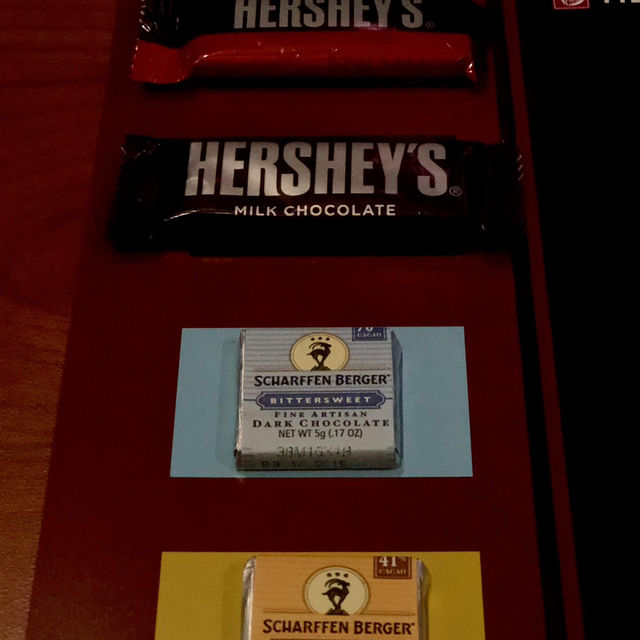 HERSHEY'S®
HERSHEY'S®
MILK CHOCOLATE
CACAO
SCHARFFEN BERGER
BITTERSWEET
FINE ARTISAN
DARK CHOCOLATE
NET WT 5g (.17 OZ)
41%
CACAO
SCHARFFEN BERGER